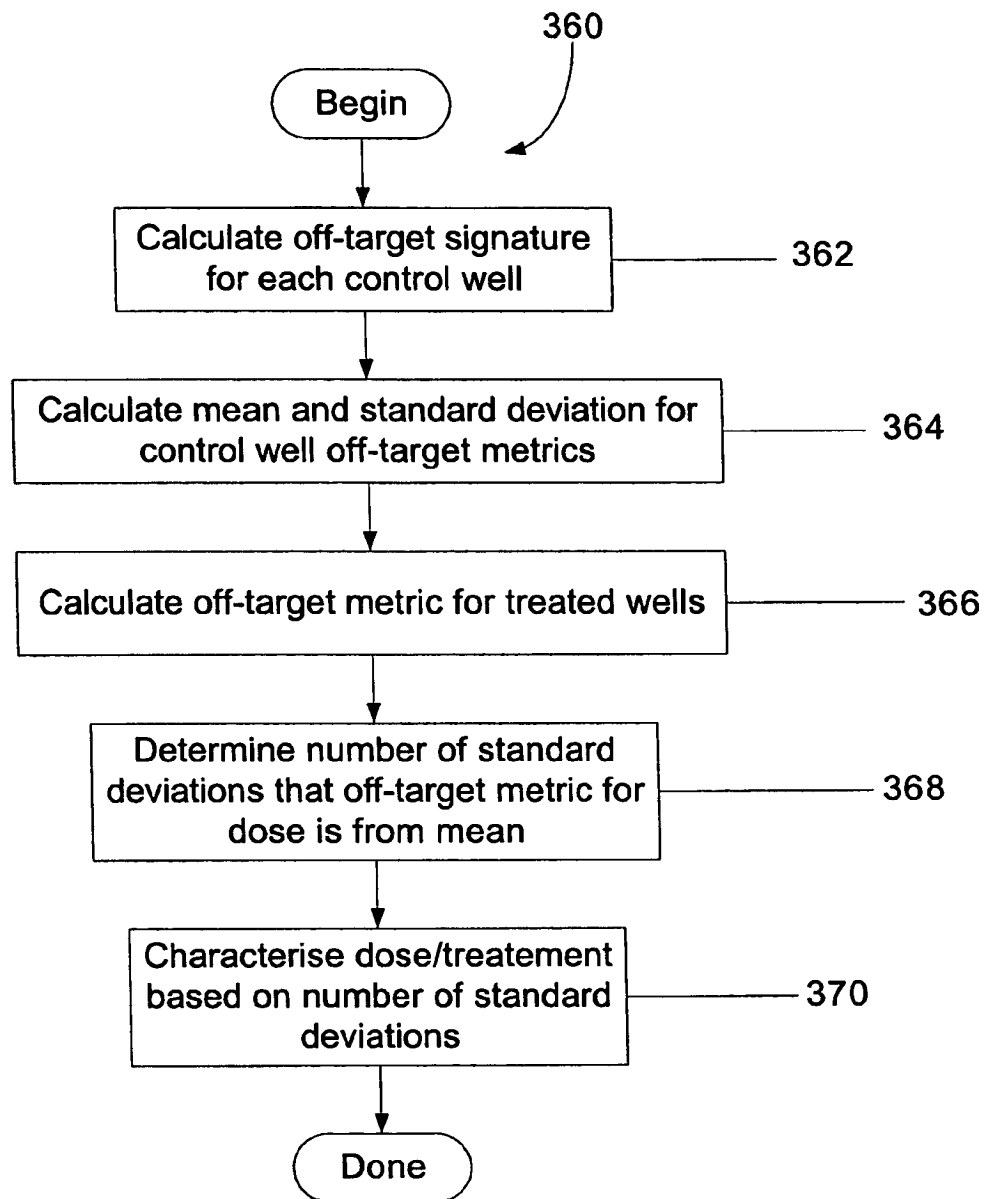 360
Begin
Calculate off-target signature
for each control well
362
Calculate mean and standard deviation for
control well off-target metrics
364
Calculate off-target metric for treated wells
366
Determine number of standard
deviations that off-target metric for
dose is from mean
368
Characterise dose/treatement
based on number of standard
deviations
370
Done